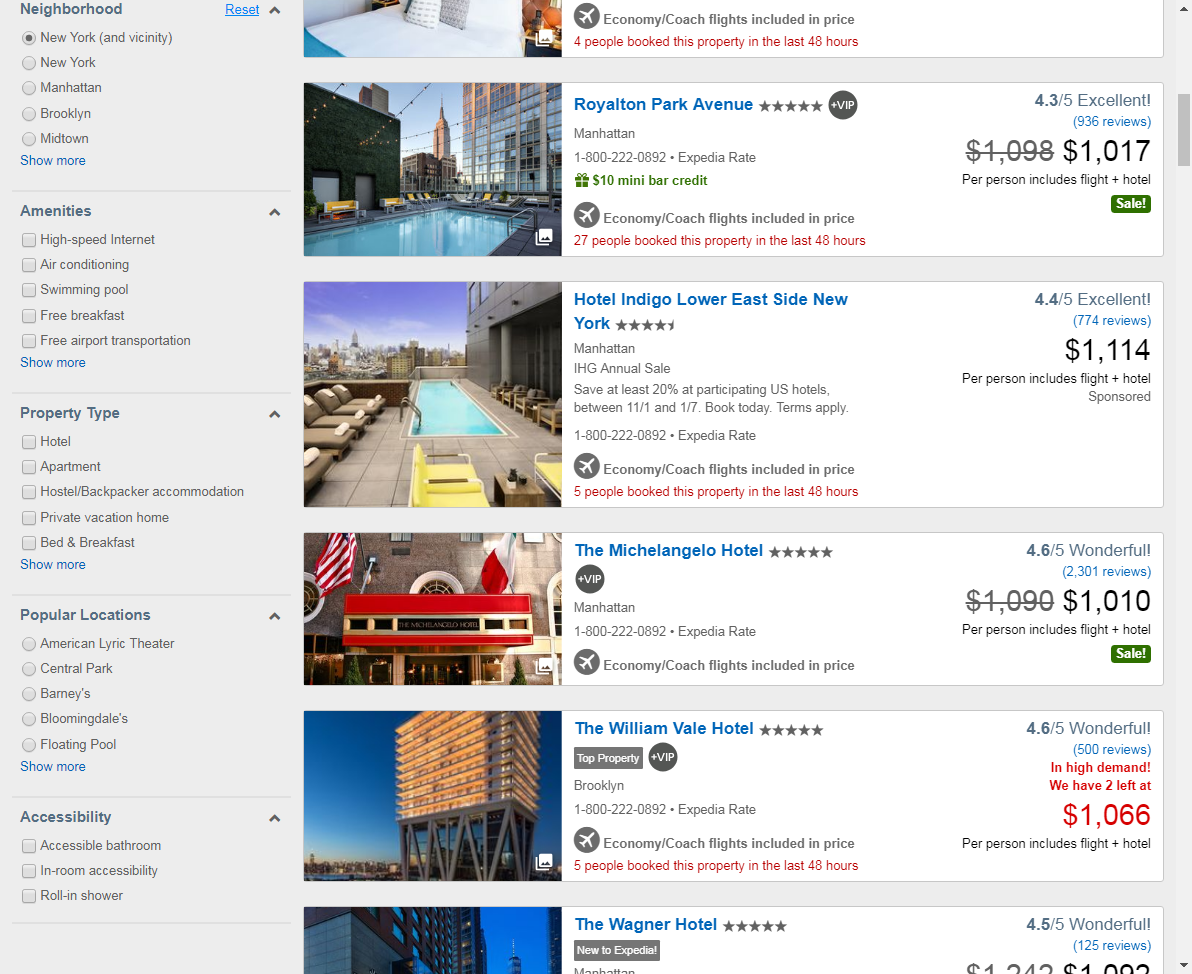 Neighborhood
Reset
New York (and vicinity)
New York
Manhattan
Brooklyn
Midtown
Show more
Amenities
High-speed Internet
Air conditioning
Swimming pool
Free breakfast
Free airport transportation
Show more
Property Type
Hotel
Apartment
Hostel/Backpacker accommodation
Private vacation home
Bed & Breakfast
Show more
Popular Locations
American Lyric Theater
Central Park
Barney's
Bloomingdale's
Floating Pool
Show more
Accessibility
Accessible bathroom
In-room accessibility
Roll-in shower
Economy/Coach flights included in price
4 people booked this property in the last 48 hours
Royalton Park Avenue +VIP
Manhattan
1-800-222-0892 • Expedia Rate
$10 mini bar credit
Economy/Coach flights included in price
27 people booked this property in the last 48 hours
4.3/5 Excellent!
(936 reviews)
$1,098 $1,017
Per person includes flight + hotel
Sale!
Hotel Indigo Lower East Side New
York
Manhattan
IHG Annual Sale
Save at least 20% at participating US hotels,
between 11/1 and 1/7. Book today. Terms apply.
1-800-222-0892 • Expedia Rate
Economy/Coach flights included in price
5 people booked this property in the last 48 hours
4.4/5 Excellent!
(774 reviews)
$1,114
Per person includes flight + hotel
Sponsored
THE MICHELANGELO HOTEL
The Michelangelo Hotel
+VIP
Manhattan
1-800-222-0892 • Expedia Rate
Economy/Coach flights included in price
4.6/5 Wonderful!
(2,301 reviews)
$1,090 $1,010
Per person includes flight + hotel
Sale!
The William Vale Hotel
Top Property +VIP
Brooklyn
1-800-222-0892 • Expedia Rate
Economy/Coach flights included in price
5 people booked this property in the last 48 hours
4.6/5 Wonderful!
(500 reviews)
In high demand!
We have 2 left at
$1,066
Per person includes flight + hotel
The Wagner Hotel
New to Expedia!
Manhattan
4.5/5 Wonderful!
(125 reviews)
$1,242 $1,092